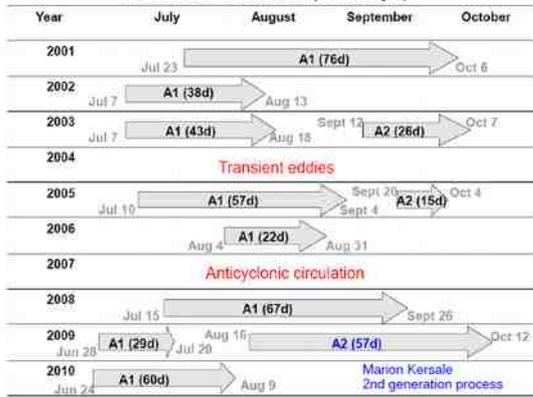 Year July August September October
2001 A1 (76d) Jul 23 Oct 6
2002 A1 (38d) Jul 7 Aug 13
2003 A1 (43d) Jul 7 Aug 18 Sept 12 A2 (26d) Oct 7
2004 Transient eddies
2005 A1 (57d) Jul 10 Sept 4 Sept 20 A2 (15d) Oct 4
2006 A1 (22d) Aug 4 Aug 31
2007 Anticyclonic circulation
2008 A1 (67d) Jul 15 Sept 26
2009 A1 (29d) Jun 28 Jul 20 Aug 16 A2 (57d) Oct 12
2010 A1 (60d) Jun 24 Aug 9
Marion Kersale
2nd generation process